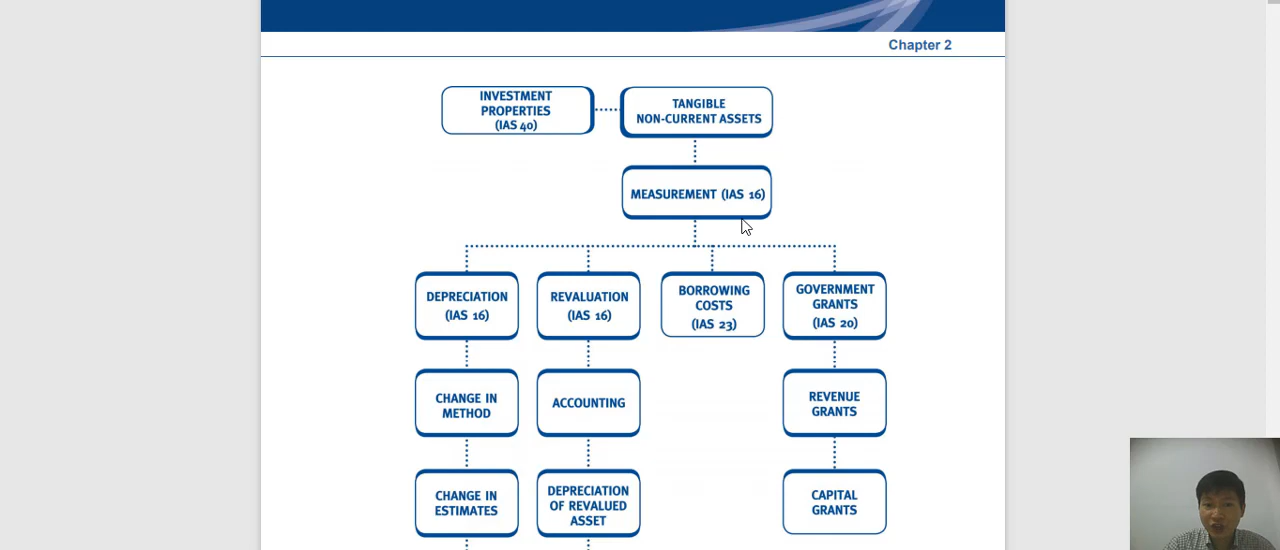 Chapter 2
INVESTMENT
PROPERTIES
(IAS 40)
TANGIBLE
NON-CURRENT ASSETS
MEASUREMENT (IAS 16)
DEPRECIATION
(IAS 16)
REVALUATION
(IAS 16)
BORROWING
COSTS
(IAS 23)
GOVERNMENT
GRANTS
(IAS 20)
CHANGE IN
METHOD
ACCOUNTING
REVENUE
GRANTS
CHANGE IN
ESTIMATES
DEPRECIATION
OF REVALUED
ASSET
CAPITAL
GRANTS